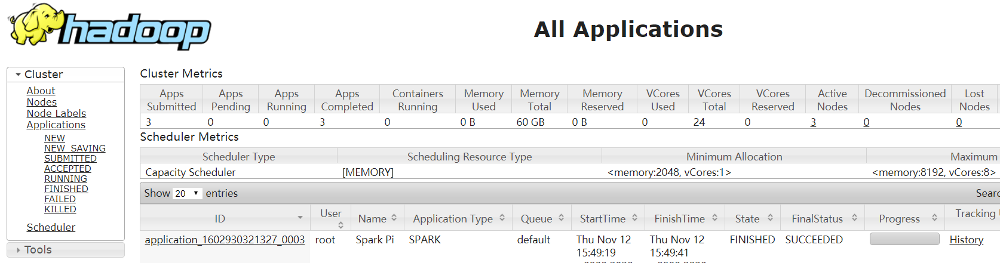 hadoop
All Applications
Cluster
About
Nodes
Node Labels
Applications
NEW
NEW_SAVING
SUBMITTED
ACCEPTED
RUNNING
FINISHED
FAILED
KILLED
Scheduler
Tools
Cluster Metrics
Apps Submitted Apps Pending Apps Running Apps Completed Containers Running Memory Used Memory Total Memory Reserved VCores Used VCores Total VCores Reserved Active Nodes Decommissioned Nodes Lost Nodes
3 0 0 3 0 0 B 60 GB 0 B 0 24 0 3 0 0
Scheduler Metrics
Scheduler Type Scheduling Resource Type Minimum Allocation Maximum
Capacity Scheduler [MEMORY] <memory:2048, vCores:1> <memory:8192, vCores:8>
Show 20 entries Searc
ID User Name Application Type Queue StartTime FinishTime State FinalStatus Progress Tracking
application_1602930321327_0003 root Spark Pi SPARK default Thu Nov 12 Thu Nov 12 FINISHED SUCCEEDED History
15:49:19 15:49:41